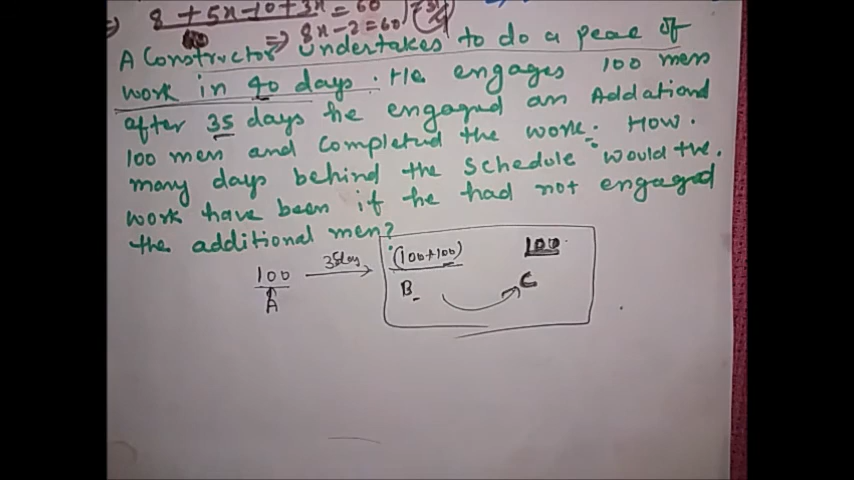 8 + 5x - 10 + 3x = 60
⇒ 8x - 2 = 60
A Constructor undertakes to do a peace of
work in 40 days. He engages 100 men
after 35 days he engaged an Addationl
100 men and completed the work. How
many days behind the schedule would the
work have been if he had not engaged
the additional men?
100 35day (100+100) 100
A B C